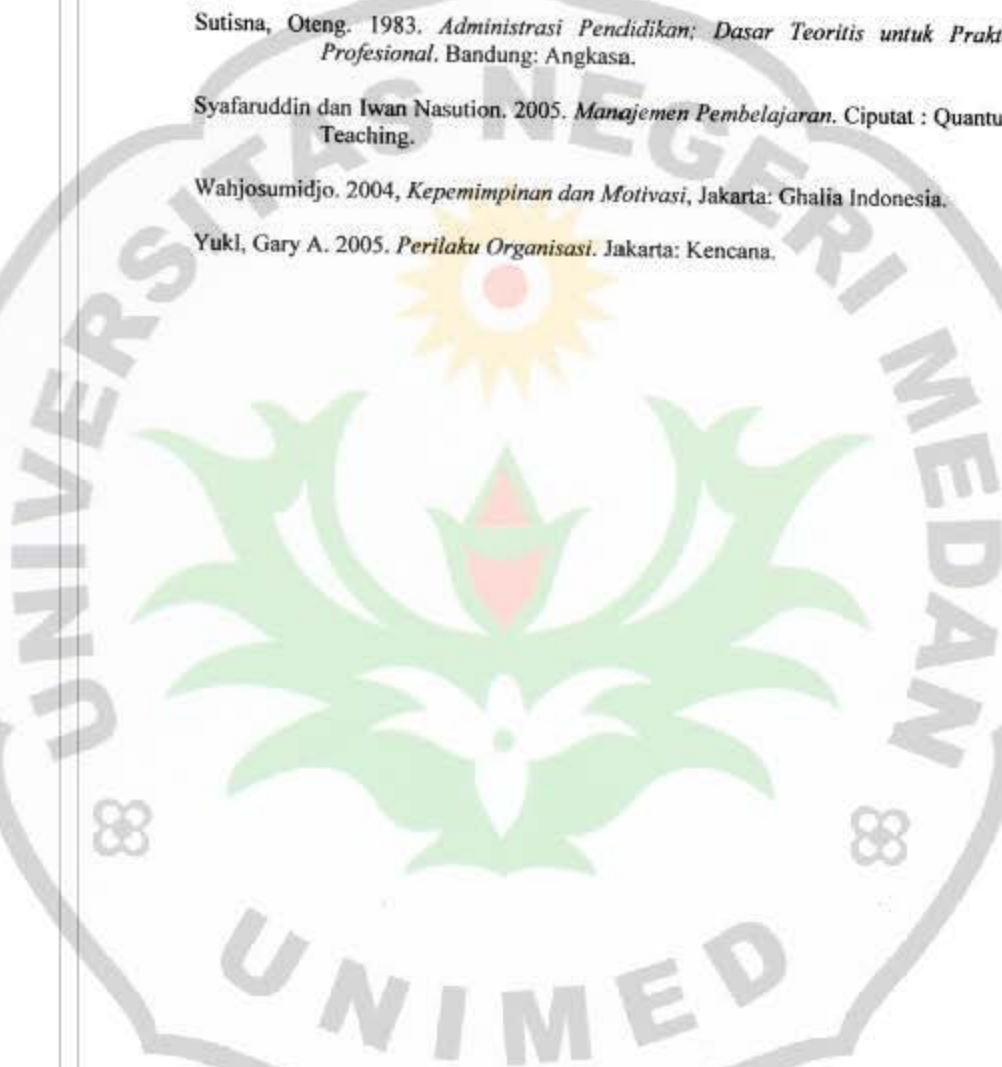 Sutisna, Oteng. 1983. Administrasi Pendidikan; Dasar Teoritis untuk Prakt
Profesional. Bandung: Angkasa.
Syafaruddin dan Iwan Nasution. 2005. Manajemen Pembelajaran. Ciputat : Quantu
Teaching.
Wahjosumidjo. 2004, Kepemimpinan dan Motivasi, Jakarta: Ghalia Indonesia.
Yukl, Gary A. 2005. Perilaku Organisasi. Jakarta: Kencana.
UNIVERSITAS NEGERI MEDAN
UNIMED